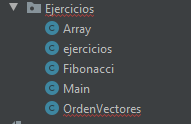 Ejercicios
C Array
C ejercicios
C Fibonacci
C Main
C OrdenVectores